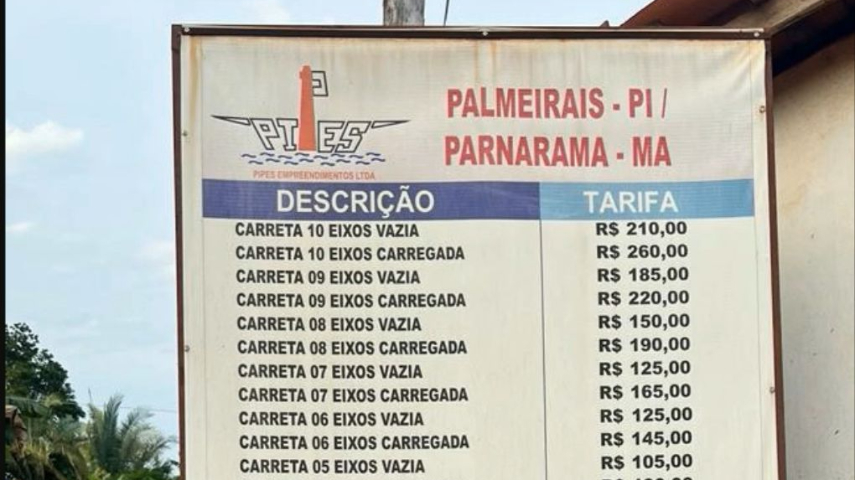 PIPES
PIPES EMPREENDIMENTOS LTDA
PALMEIRAIS - PI /
PARNARAMA - MA
DESCRIÇÃO TARIFA
CARRETA 10 EIXOS VAZIA R$ 210,00
CARRETA 10 EIXOS CARREGADA R$ 260,00
CARRETA 09 EIXOS VAZIA R$ 185,00
CARRETA 09 EIXOS CARREGADA R$ 220,00
CARRETA 08 EIXOS VAZIA R$ 150,00
CARRETA 08 EIXOS CARREGADA R$ 190,00
CARRETA 07 EIXOS VAZIA R$ 125,00
CARRETA 07 EIXOS CARREGADA R$ 165,00
CARRETA 06 EIXOS VAZIA R$ 125,00
CARRETA 06 EIXOS CARREGADA R$ 145,00
CARRETA 05 EIXOS VAZIA R$ 105,00